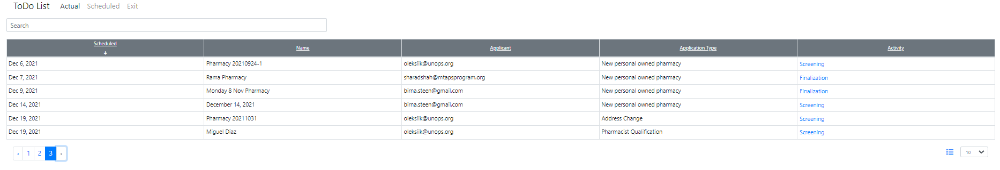 ToDo List Actual Scheduled Exit
Search
Scheduled Name Applicant Application Type Activity
Dec 6, 2021 Pharmacy 20210924-1 oleksiik@unops.org New personal owned pharmacy Screening
Dec 7, 2021 Rama Pharmacy sharadshah@mtapsprogram.org New personal owned pharmacy Finalization
Dec 9, 2021 Monday 8 Nov Pharmacy birna.steen@gmail.com New personal owned pharmacy Finalization
Dec 14, 2021 December 14, 2021 birna.steen@gmail.com New personal owned pharmacy Screening
Dec 19, 2021 Pharmacy 20211031 oleksiik@unops.org Address Change Screening
Dec 19, 2021 Miguel Diaz oleksiik@unops.org Pharmacist Qualification Screening
‹ 1 2 3 › 10